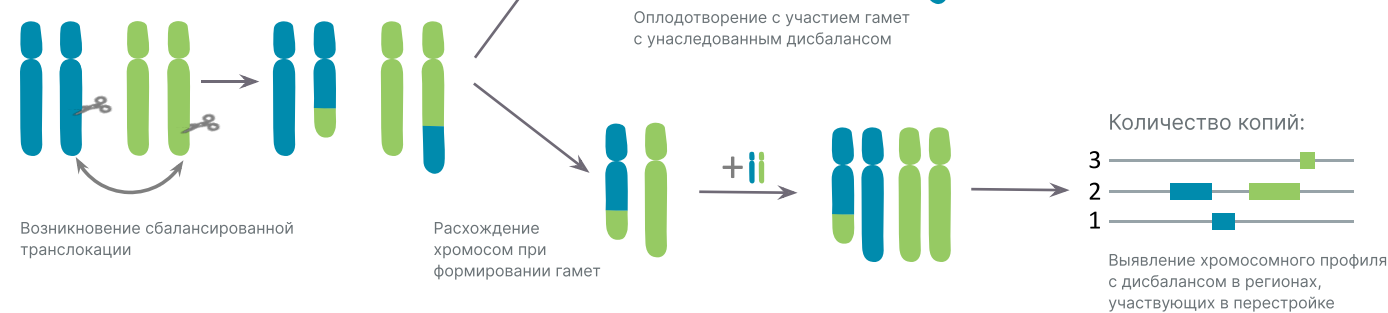 Оплодотворение с участием гамет
с унаследованным дисбалансом
Возникновение сбалансированной
транслокации
Расхождение
хромосом при
формировании гамет
+
Количество копий:
3
2
1
Выявление хромосомного профиля
с дисбалансом в регионах,
участвующих в перестройке